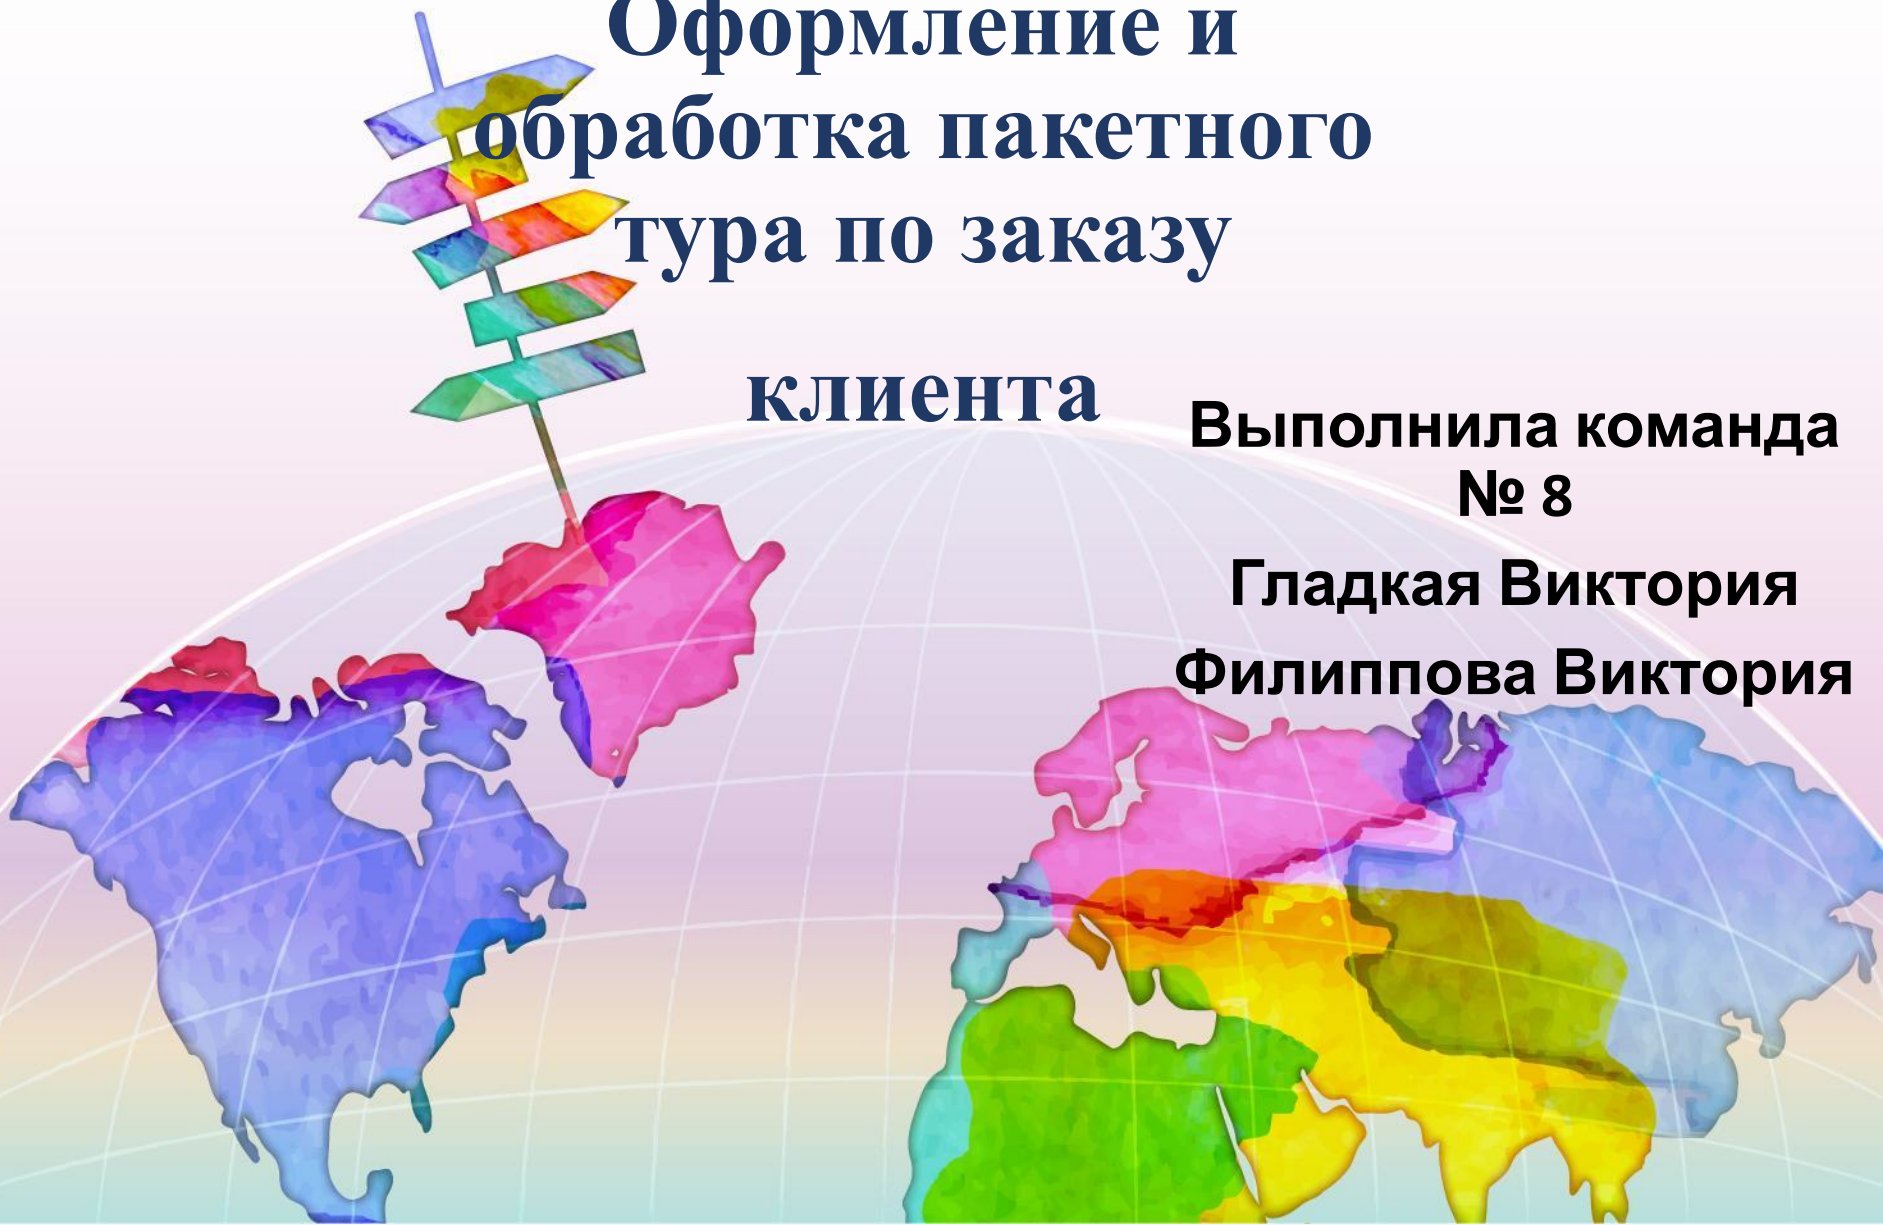 Оформление и
обработка пакетного
тура по заказу
клиента
Выполнила команда
№ 8
Гладкая Виктория
Филиппова Виктория